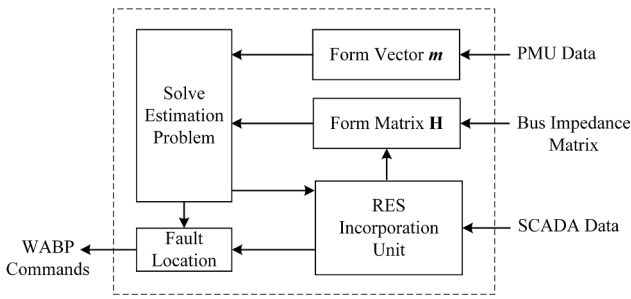 Form Vector m
PMU Data
Solve
Estimation
Problem
Form Matrix H
Bus Impedance
Matrix
RES
Incorporation
Unit
SCADA Data
Fault
Location
WABP
Commands